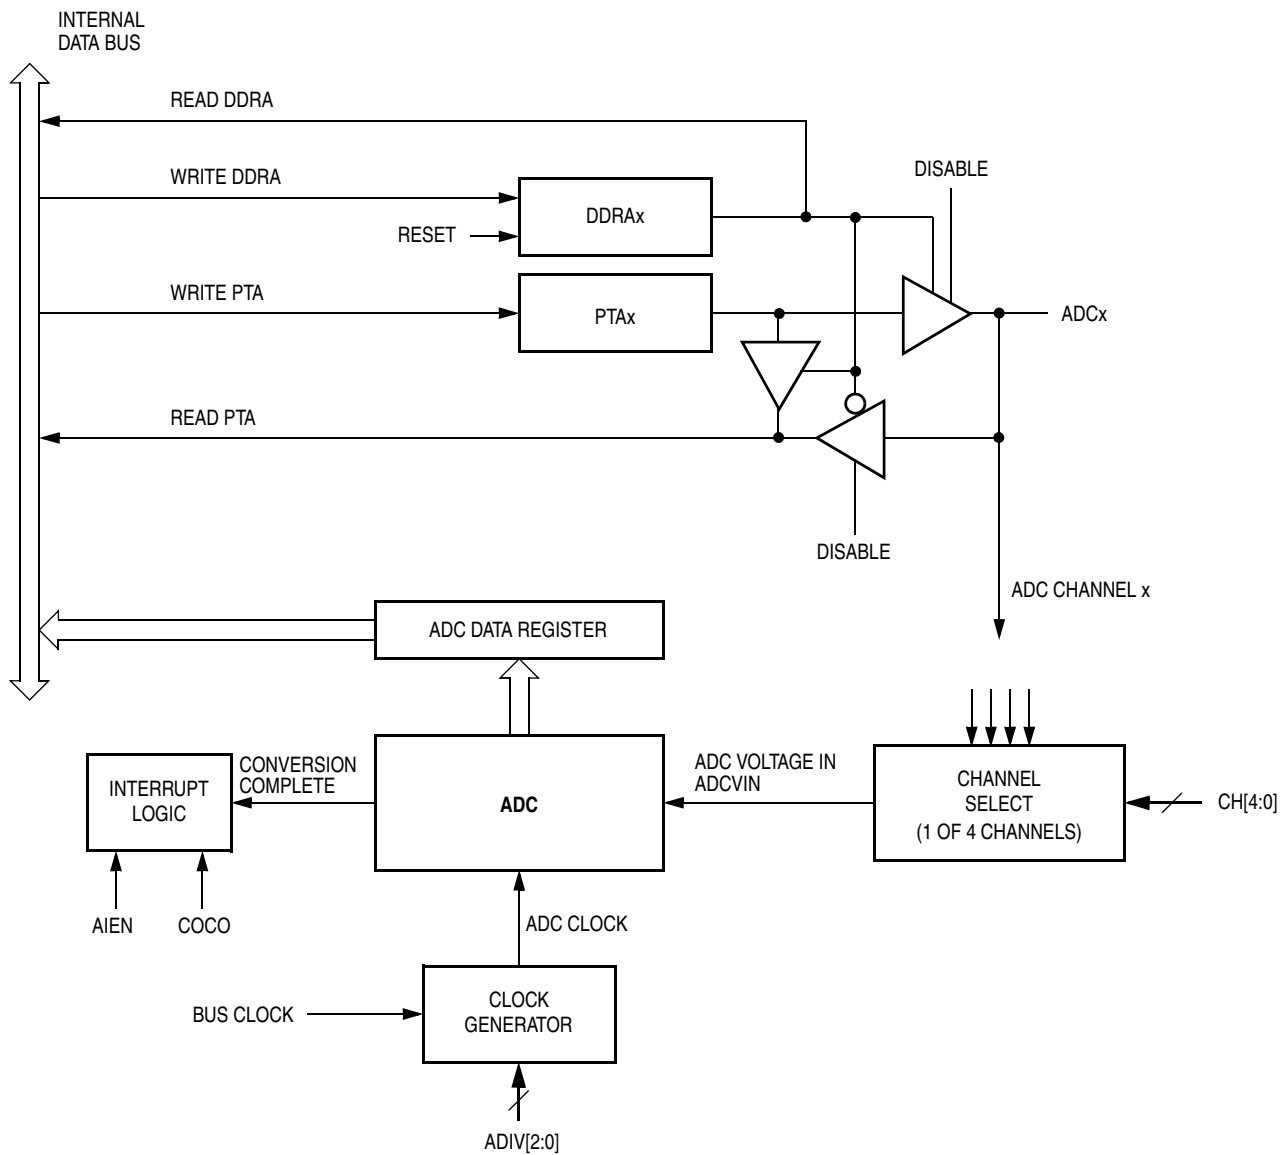 INTERNAL
DATA BUS
READ DDRA
WRITE DDRA
DISABLE
DDRAx
RESET
WRITE PTA
PTAx
ADCx
READ PTA
DISABLE
ADC CHANNEL x
ADC DATA REGISTER
INTERRUPT
LOGIC
CONVERSION
COMPLETE
ADC
ADC VOLTAGE IN
ADCVIN
CHANNEL
SELECT
(1 OF 4 CHANNELS)
CH[4:0]
AIEN
COCO
ADC CLOCK
BUS CLOCK
CLOCK
GENERATOR
ADIV[2:0]